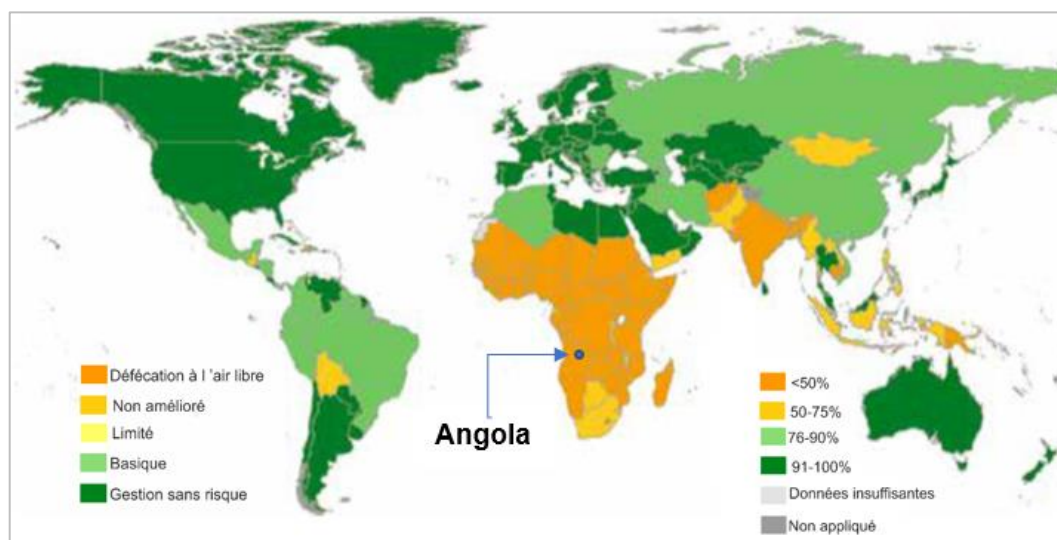 Défécation à l 'air libre
Non amélioré
Limité
Basique
Gestion sans risque
Angola
<50%
50-75%
76-90%
91-100%
Données insuffisantes
Non appliqué